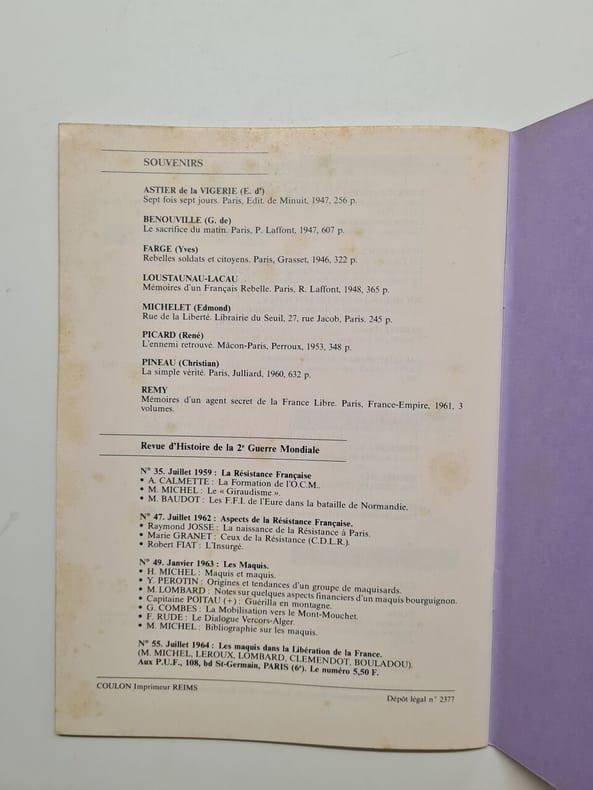 SOUVENIRS
ASTIER de la VIGERIE (E. d')
Sept fois sept jours. Paris, Edit. de Minuit, 1947, 256 p.
BENOUVILLE (G. de)
Le sacrifice du matin. Paris, P. Laffont, 1947, 607 p.
FARGE (Yves)
Rebelles soldats et citoyens. Paris, Grasset, 1946, 322 p.
LOUSTAUNAU-LACAU
Mémoires d'un Français Rebelle. Paris, R. Laffont, 1948, 365 p.
MICHELET (Edmond)
Rue de la Liberté. Librairie du Seuil, 27, rue Jacob, Paris. 245 p.
PICARD (René)
L'ennemi retrouvé. Mâcon-Paris, Perroux, 1953, 348 p.
PINEAU (Christian)
La simple vérité. Paris, Julliard, 1960, 632 p.
REMY
Mémoires d'un agent secret de la France Libre. Paris, France-Empire, 1961, 3
volumes.
Revue d'Histoire de la 2e Guerre Mondiale
N° 35. Juillet 1959 : La Résistance Française
• A. CALMETTE : La Formation de l'O.C.M..
• M. MICHEL : Le « Giraudisme ».
• M. BAUDOT : Les F.F.I. de l'Eure dans la bataille de Normandie.
N° 47. Juillet 1962 : Aspects de la Résistance Française.
• Raymond JOSSE : La naissance de la Résistance à Paris.
• Marie GRANET : Ceux de la Résistance (C.D.L.R.).
• Robert FIAT : L'Insurgé.
N° 49. Janvier 1963 : Les Maquis.
• H. MICHEL : Maquis et maquis.
• Y. PEROTIN : Origines et tendances d'un groupe de maquisards.
• M. LOMBARD : Notes sur quelques aspects financiers d'un maquis bourguignon.
• Capitaine POITAU (+) : Guérilla en montagne.
• G. COMBES : La Mobilisation vers le Mont-Mouchet.
• F. RUDE : Le Dialogue Vercors-Alger.
• M. MICHEL : Bibliographie sur les maquis.
N° 55. Juillet 1964 : Les maquis dans la Libération de la France.
(M. MICHEL, LEROUX, LOMBARD, CLEMENDOT, BOULADOU).
Aux P.U.F., 108, bd St-Germain, PARIS (6e). Le numéro 5,50 F.
COULON Imprimeur REIMS
Dépôt légal n° 2377